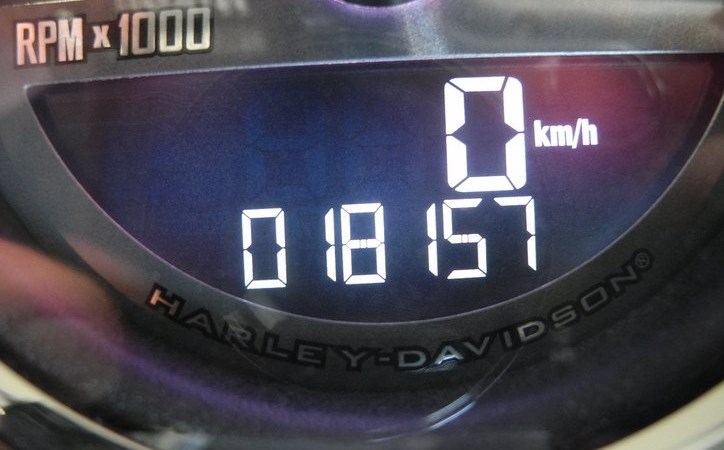 RPM x 1000
0 km/h
018157
HARLEY-DAVIDSON®